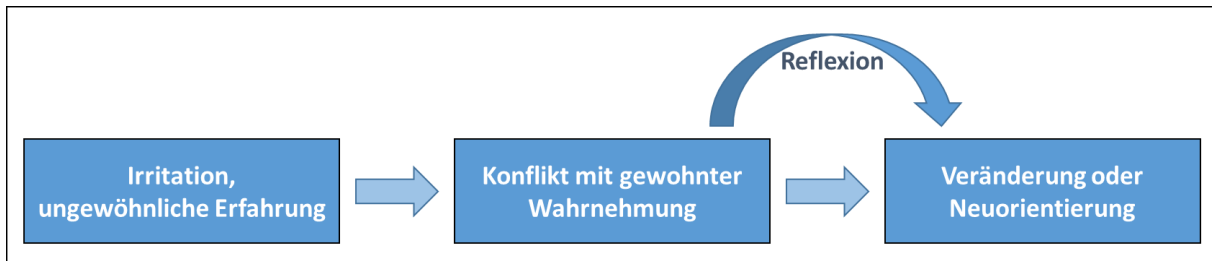 Reflexion
Irritation,
ungewöhnliche Erfahrung
Konflikt mit gewohnter
Wahrnehmung
Veränderung oder
Neuorientierung